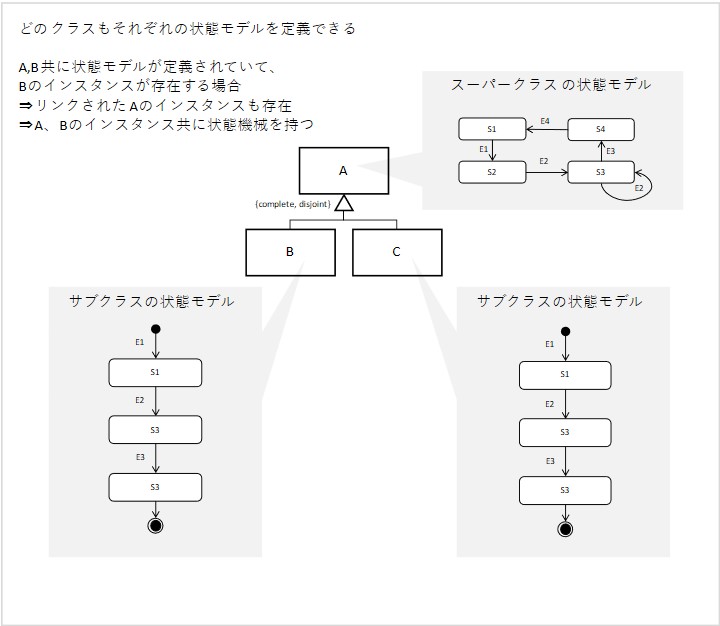 どのクラスもそれぞれの状態モデルを定義できる
A,B共に状態モデルが定義されていて、
Bのインスタンスが存在する場合
⇒リンクされたAのインスタンスも存在
⇒A、Bのインスタンス共に状態機械を持つ
スーパークラス の状態モデル
S1
E4
S4
E1
E3
S2
E2
S3
E2
A
{complete, disjoint}
B
C
サブクラスの状態モデル
E1
S1
E2
S3
E3
S3
サブクラスの状態モデル
E1
S1
E2
S3
E3
S3